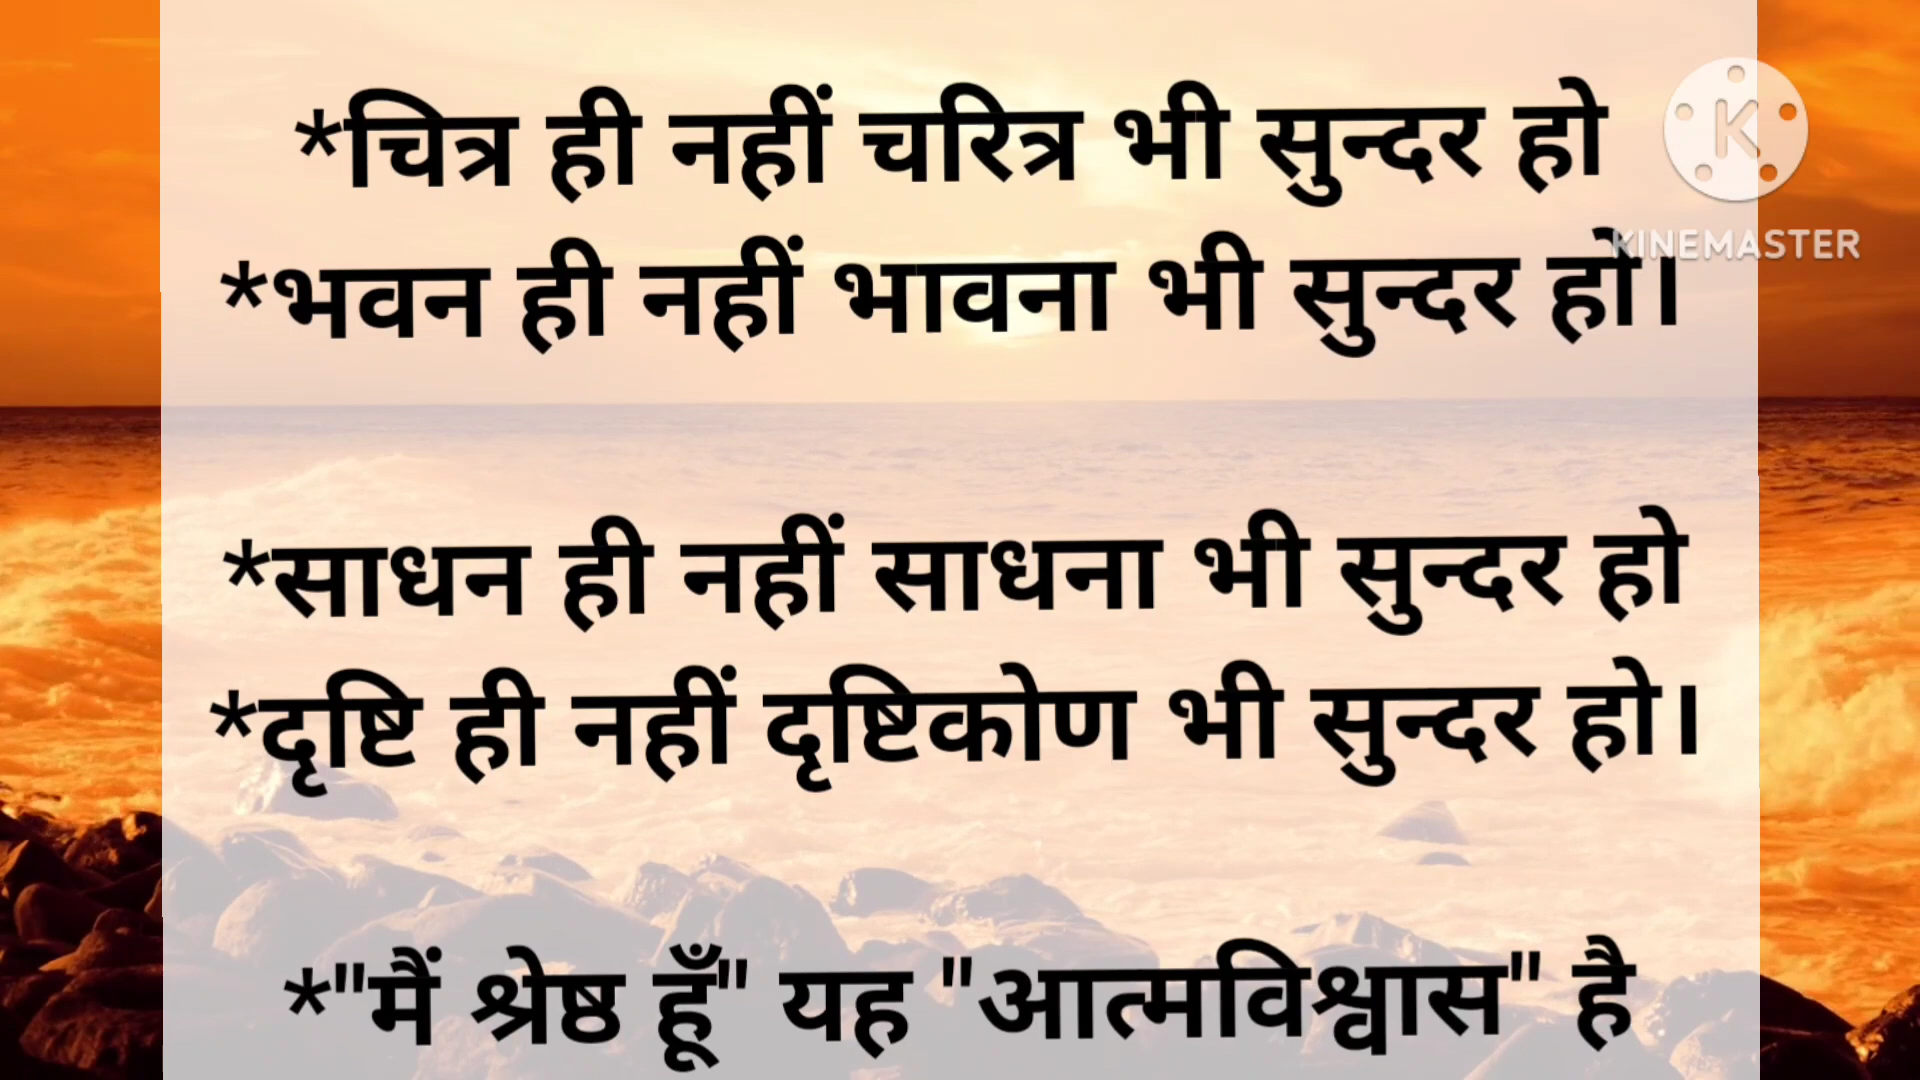 *चित्र ही नहीं चरित्र भी सुन्दर हो
*भवन ही नहीं भावना भी सुन्दर हो।
*साधन ही नहीं साधना भी सुन्दर हो
*दृष्टि ही नहीं दृष्टिकोण भी सुन्दर हो।
*"मैं श्रेष्ठ हूँ" यह "आत्मविश्वास" है
K
KINEMASTER